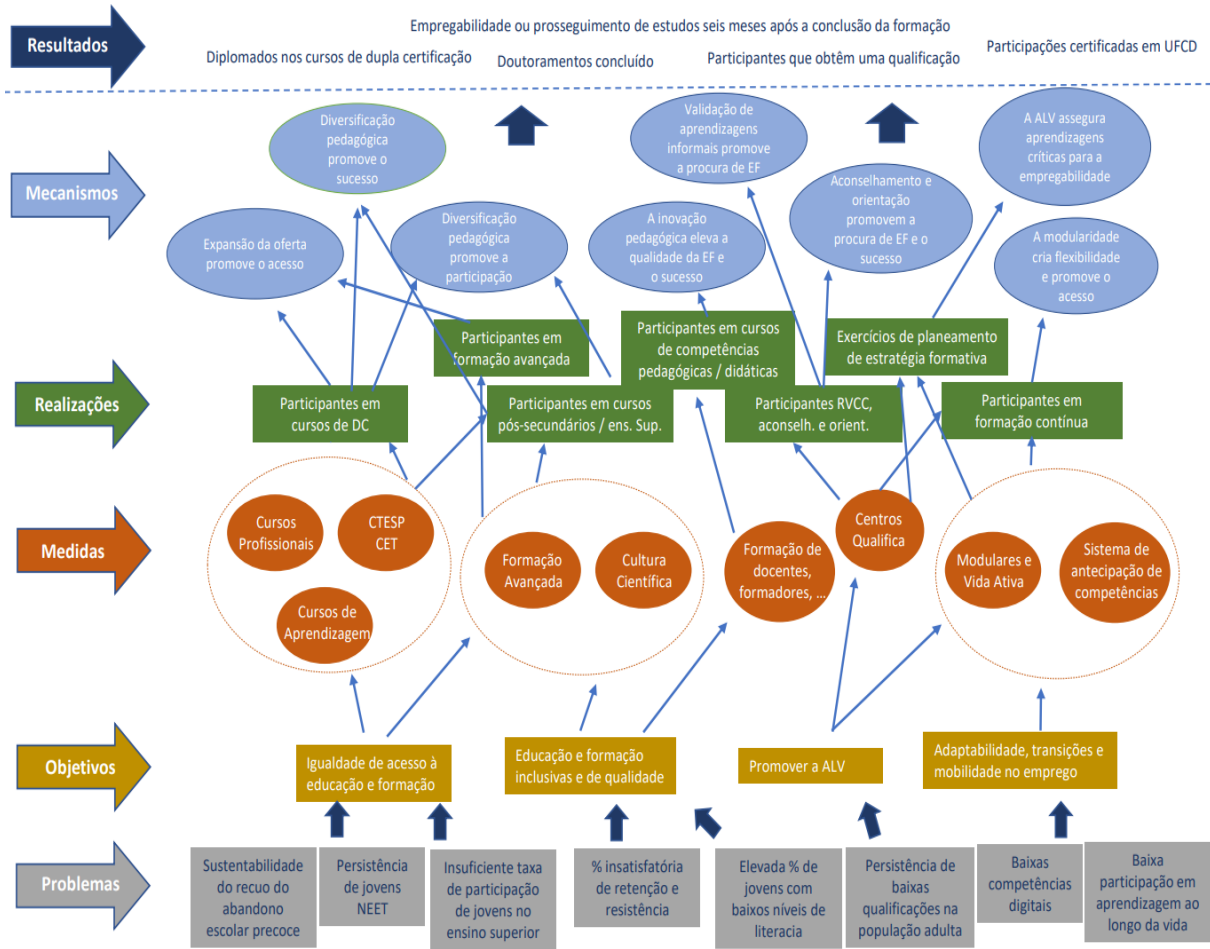 Resultados
Empregabilidade ou prosseguimento de estudos seis meses após a conclusão da formação
Diplomados nos cursos de dupla certificação
Doutoramentos concluído
Participantes que obtêm uma qualificação
Participações certificadas em UFCD
Mecanismos
Diversificação
pedagógica
promove o
sucesso
Validação de
aprendizagens
informais promove
a procura de EF
A ALV assegura
aprendizagens
críticas para a
empregabilidade
Expansão da oferta
promove o acesso
Diversificação
pedagógica
promove a
participação
A inovação
pedagógica eleva a
qualidade da EF e
o sucesso
Aconselhamento e
orientação
promovem a
procura de EF e o
sucesso
A modularidade
cria flexibilidade
e promove o
acesso
Realizações
Participantes em
formação avançada
Participantes em cursos
de competências
pedagógicas / didáticas
Exercícios de planeamento
de estratégia formativa
Participantes em
cursos de DC
Participantes em cursos
pós-secundários / ens. Sup.
Participantes RVCC,
aconselh. e orient.
Participantes em
formação contínua
Medidas
Cursos
Profissionais
CTESP
CET
Cursos de
Aprendizagem
Formação
Avançada
Cultura
Científica
Formação de
docentes,
formadores, ...
Centros
Qualifica
Modulares e
Vida Ativa
Sistema de
antecipação de
competências
Objetivos
Igualdade de acesso à
educação e formação
Educação e formação
inclusivas e de qualidade
Promover a ALV
Adaptabilidade, transições e
mobilidade no emprego
Problemas
Sustentabilidade
do recuo do
abandono
escolar precoce
Persistência
de jovens
NEET
Insuficiente taxa
de participação
de jovens no
ensino superior
% insatisfatória
de retenção e
resistência
Elevada % de
jovens com
baixos níveis de
literacia
Persistência de
baixas
qualificações na
população adulta
Baixas
competências
digitais
Baixa
participação em
aprendizagem ao
longo da vida